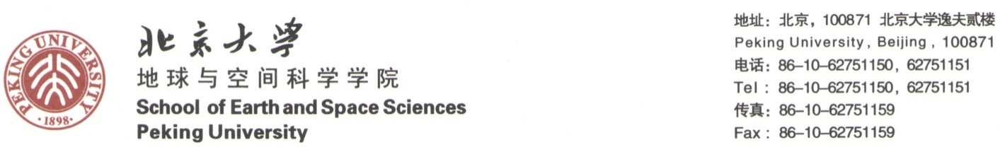 PEKING UNIVERSITY
·1898·
北京大学
地球与空间科学学院
School of Earth and Space Sciences
Peking University
地址：北京，100871 北京大学逸夫贰楼
Peking University, Beijing, 100871
电话：86–10–62751150，62751151
Tel : 86–10–62751150，62751151
传真：86–10–62751159
Fax : 86–10–62751159